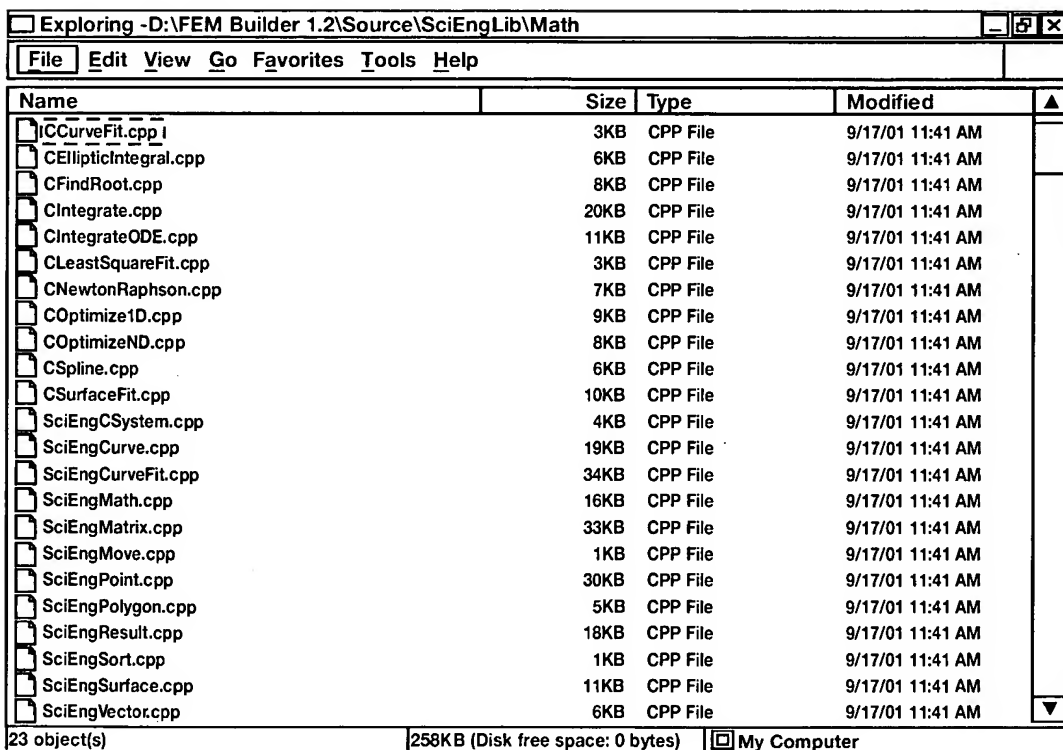 Exploring -D:\FEM Builder 1.2\Source\SciEngLib\Math
File Edit View Go Favorites Tools Help
Name Size Type Modified
CCurveFit.cpp 3KB CPP File 9/17/01 11:41 AM
CEllipticIntegral.cpp 6KB CPP File 9/17/01 11:41 AM
CFindRoot.cpp 8KB CPP File 9/17/01 11:41 AM
CIntegrate.cpp 20KB CPP File 9/17/01 11:41 AM
CIntegrateODE.cpp 11KB CPP File 9/17/01 11:41 AM
CLeastSquareFit.cpp 3KB CPP File 9/17/01 11:41 AM
CNewtonRaphson.cpp 7KB CPP File 9/17/01 11:41 AM
COptimize1D.cpp 9KB CPP File 9/17/01 11:41 AM
COptimizeND.cpp 8KB CPP File 9/17/01 11:41 AM
CSpline.cpp 6KB CPP File 9/17/01 11:41 AM
CSurfaceFit.cpp 10KB CPP File 9/17/01 11:41 AM
SciEngCSystem.cpp 4KB CPP File 9/17/01 11:41 AM
SciEngCurve.cpp 19KB CPP File 9/17/01 11:41 AM
SciEngCurveFit.cpp 34KB CPP File 9/17/01 11:41 AM
SciEngMath.cpp 16KB CPP File 9/17/01 11:41 AM
SciEngMatrix.cpp 33KB CPP File 9/17/01 11:41 AM
SciEngMove.cpp 1KB CPP File 9/17/01 11:41 AM
SciEngPoint.cpp 30KB CPP File 9/17/01 11:41 AM
SciEngPolygon.cpp 5KB CPP File 9/17/01 11:41 AM
SciEngResult.cpp 18KB CPP File 9/17/01 11:41 AM
SciEngSort.cpp 1KB CPP File 9/17/01 11:41 AM
SciEngSurface.cpp 11KB CPP File 9/17/01 11:41 AM
SciEngVector.cpp 6KB CPP File 9/17/01 11:41 AM
23 object(s) 258KB (Disk free space: 0 bytes) My Computer